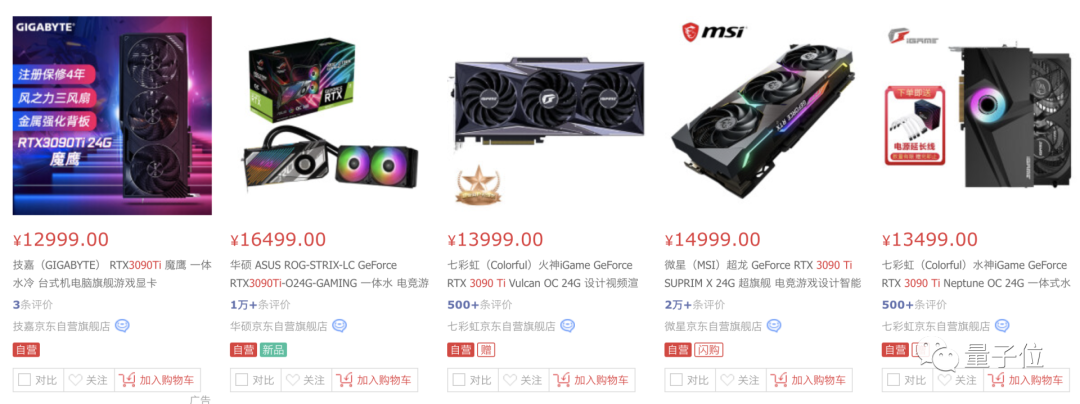 GIGABYTE™
注册保修4年
风之力三风扇
金属强化背板
RTX3090Ti 24G
魔鹰
¥12999.00
技嘉（GIGABYTE） RTX3090Ti 魔鹰 一体
水冷 台式机电脑旗舰游戏显卡
3条评价
技嘉京东自营旗舰店
自营
对比
关注
加入购物车
广告
GEFORCE
RTX
¥16499.00
华硕 ASUS ROG-STRIX-LC GeForce
RTX3090Ti-O24G-GAMING 一体水 电竞游
1万+条评价
华硕京东自营旗舰店
自营
新品
对比
关注
加入购物车
¥13999.00
七彩虹（Colorful）火神iGame GeForce
RTX 3090 Ti Vulcan OC 24G 设计视频渲
500+条评价
七彩虹京东自营旗舰店
自营
赠
对比
关注
加入购物车
msi
GEFORCE RTX
¥14999.00
微星（MSI）超龙 GeForce RTX 3090 Ti
SUPRIM X 24G 超旗舰 电竞游戏设计智能
2万+条评价
微星京东自营旗舰店
自营
闪购
对比
关注
加入购物车
iGAME
下单即送
电源延长线
¥13499.00
七彩虹（Colorful）水神iGame GeForce
RTX 3090 Ti Neptune OC 24G 一体式水
500+条评价
七彩虹京东自营旗舰店
自营
量子位
对比
关注
加入购物车